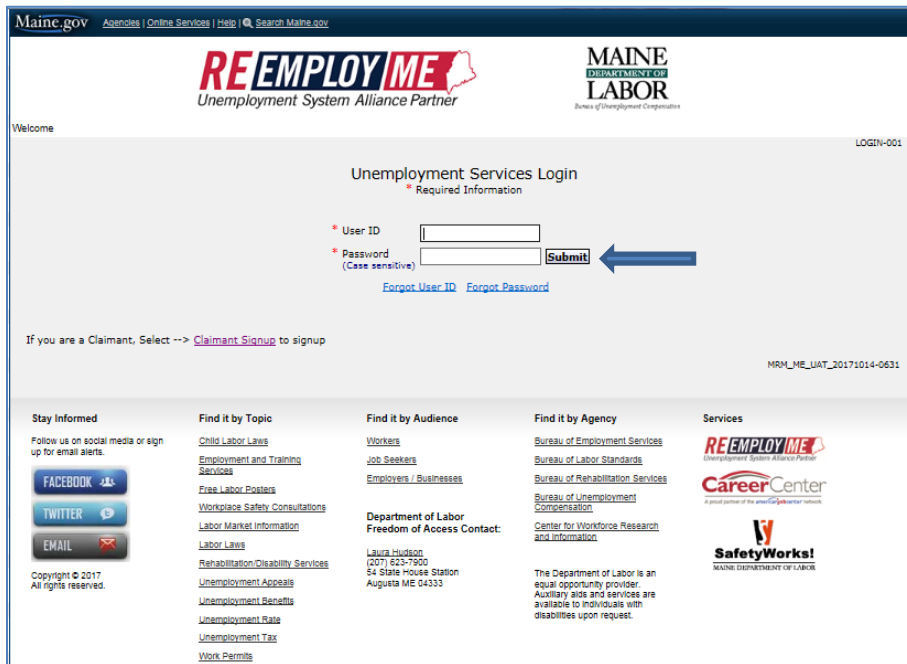 Maine.gov Agencies | Online Services | Help | Search Maine.gov
REEMPLOYME
Unemployment System Alliance Partner
MAINE
DEPARTMENT OF
LABOR
Bureau of Unemployment Compensation
Welcome
LOGIN-001
Unemployment Services Login
* Required Information
* User ID
* Password
(Case sensitive)
Submit
Forgot User ID Forgot Password
If you are a Claimant, Select --> Claimant Signup to signup
MRM_ME_UAT_20171014-0631
Stay Informed
Follow us on social media or sign
up for email alerts.
FACEBOOK
TWITTER
EMAIL
Copyright © 2017
All rights reserved.
Find it by Topic
Child Labor Laws
Employment and Training
Services
Free Labor Posters
Workplace Safety Consultations
Labor Market Information
Labor Laws
Rehabilitation/Disability Services
Unemployment Appeals
Unemployment Benefits
Unemployment Rate
Unemployment Tax
Work Permits
Find it by Audience
Workers
Job Seekers
Employers / Businesses
Department of Labor
Freedom of Access Contact:
Laura Hudson
(207) 623-7900
54 State House Station
Augusta ME 04333
Find it by Agency
Bureau of Employment Services
Bureau of Labor Standards
Bureau of Rehabilitation Services
Bureau of Unemployment
Compensation
Center for Workforce Research
and Information
The Department of Labor is an
equal opportunity provider.
Auxiliary aids and services are
available to individuals with
disabilities upon request.
Services
REEMPLOYME
Unemployment System Alliance Partner
CareerCenter
A proud partner of the americanjobcenter network
SafetyWorks!
MAINE DEPARTMENT OF LABOR